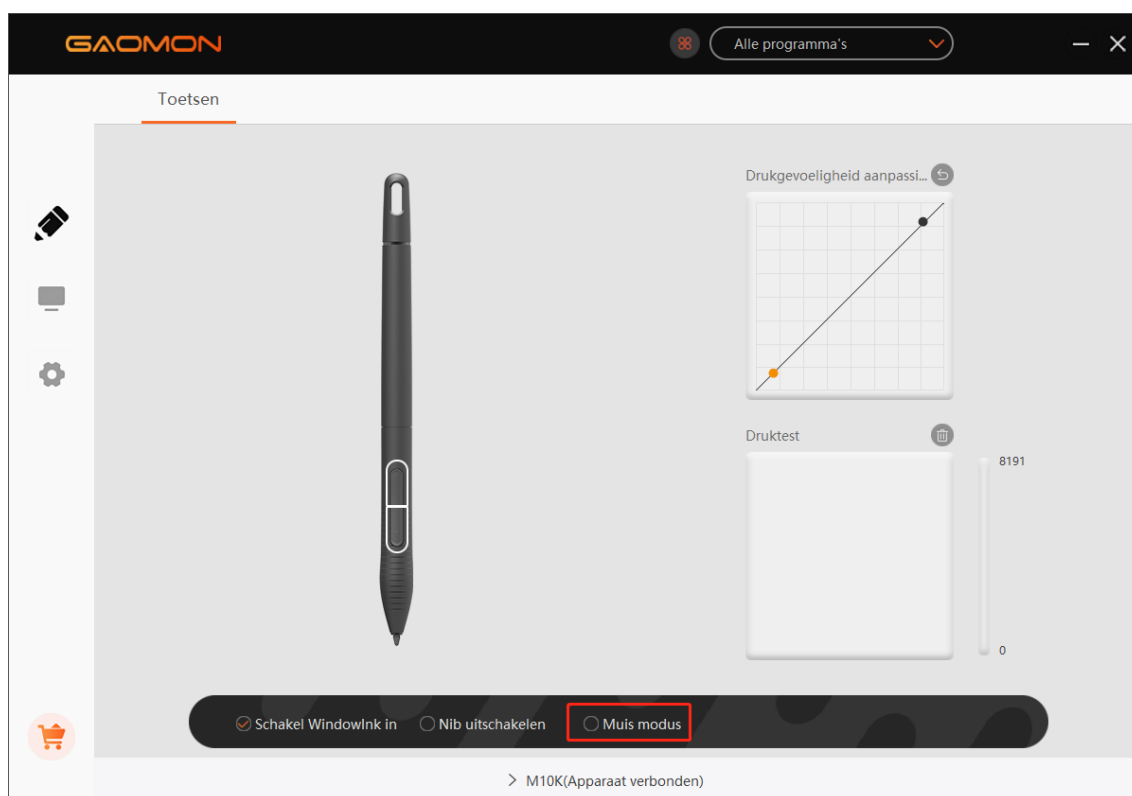 GAOMON
Alle programma's
Toetsen
Drukgevoeligheid aanpassi...
Druktest
8191
0
Schakel WindowInk in
Nib uitschakelen
Muis modus
> M10K(Apparaat verbonden)